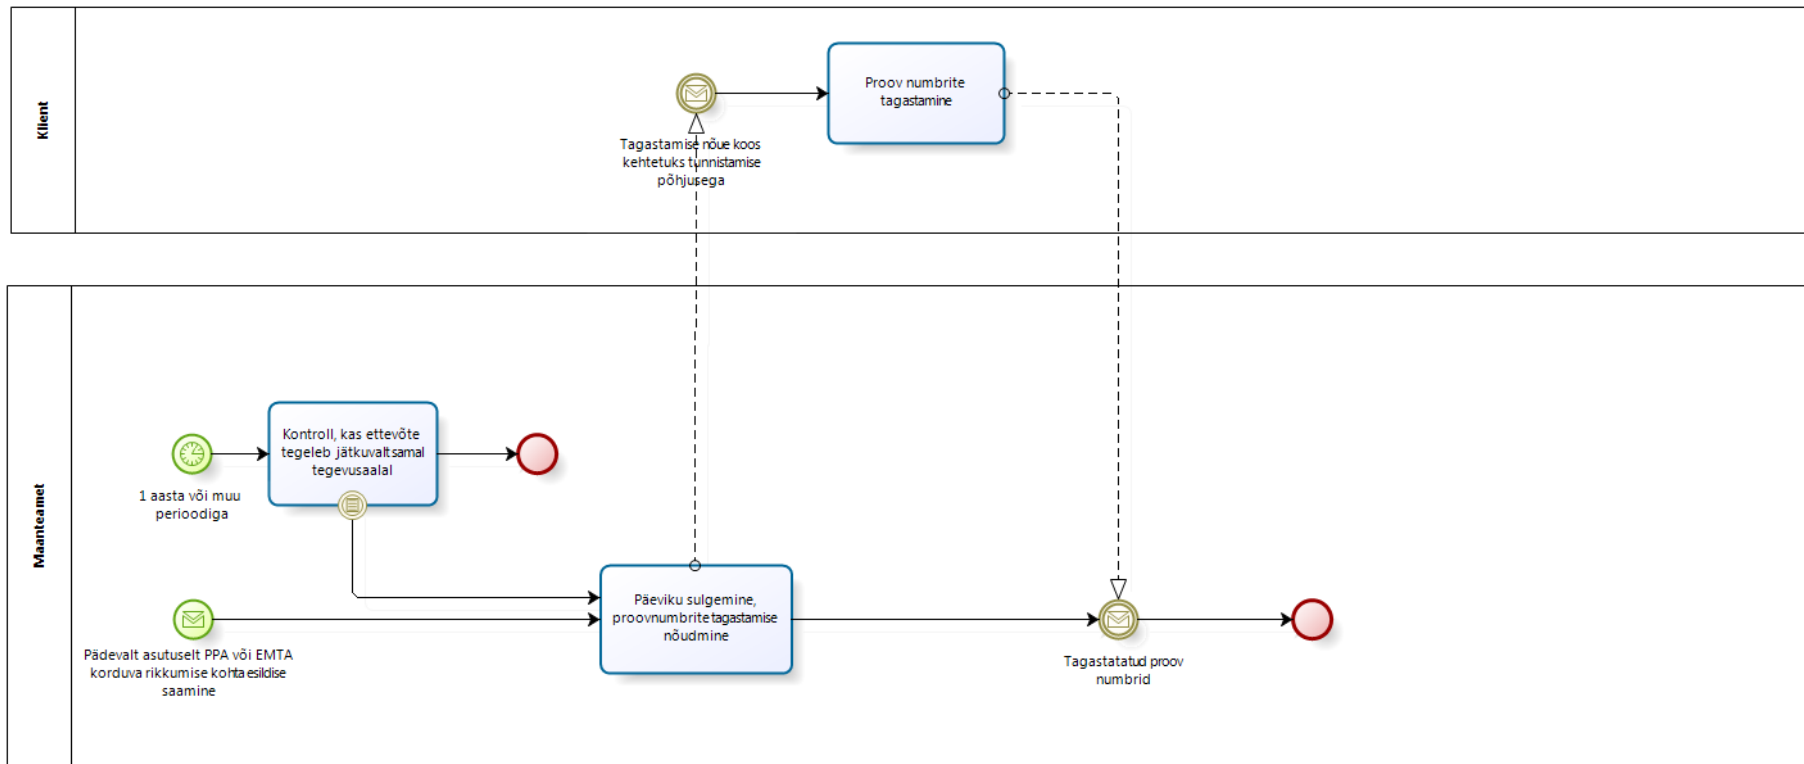 Klient
Proov numbrite
tagastamine
Tagastamise nõue koos
kehtetuks tunnistamise
põhjusega
Maanteamet
Kontroll, kas ettevõte
tegeleb jätkuvalt samal
tegevusaalal
1 aasta või muu
perioodiga
Päeviku sulgemine,
proovnumbrite tagastamise
nõudmine
Pädevalt asutuselt PPA või EMTA
korduva rikkumise kohta esildise
saamine
Tagastatatud proov
numbrid